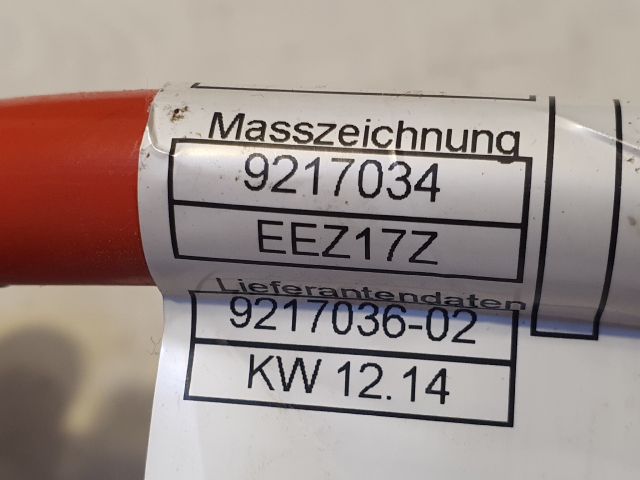 Masszeichnung
9217034
EEZ17Z
Lieferantendaten
9217036-02
KW 12.14